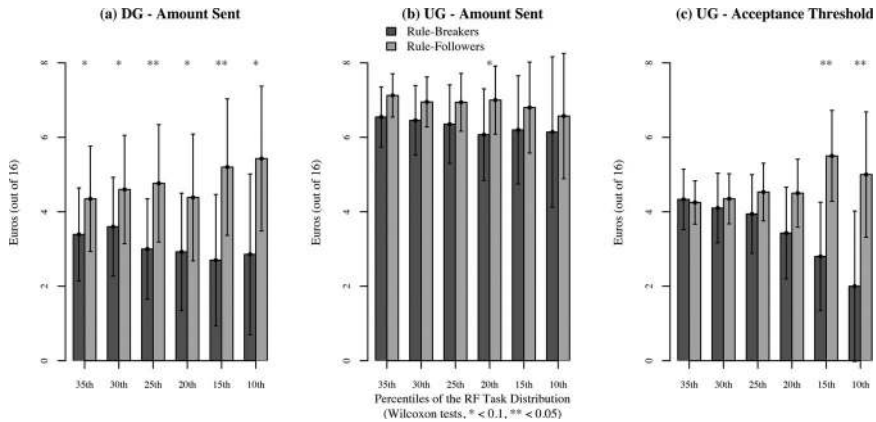 (a) DG - Amount Sent
Euros (out of 16)
0 2 4 6 8
* * ** * ** *
35th 30th 25th 20th 15th 10th
(b) UG - Amount Sent
Rule-Breakers
Rule-Followers
Euros (out of 16)
0 2 4 6 8
*
35th 30th 25th 20th 15th 10th
Percentiles of the RF Task Distribution
(Wilcoxon tests, * < 0.1, ** < 0.05)
(c) UG - Acceptance Threshold
Euros (out of 16)
0 2 4 6 8
** **
35th 30th 25th 20th 15th 10th